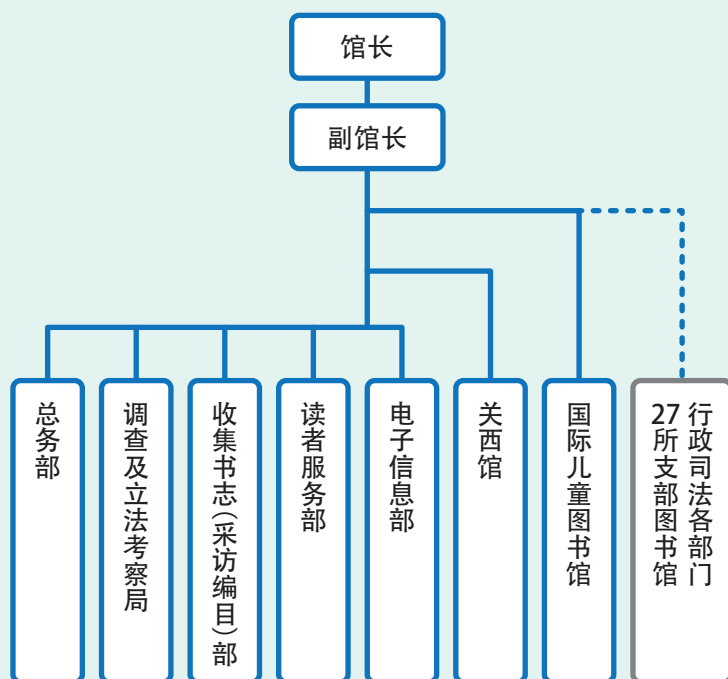 馆长
副馆长
总务部
调查及立法考察局
收集书志（采访编目）部
读者服务部
电子信息部
关西馆
国际儿童图书馆
行政司法各部门
27所支部图书馆